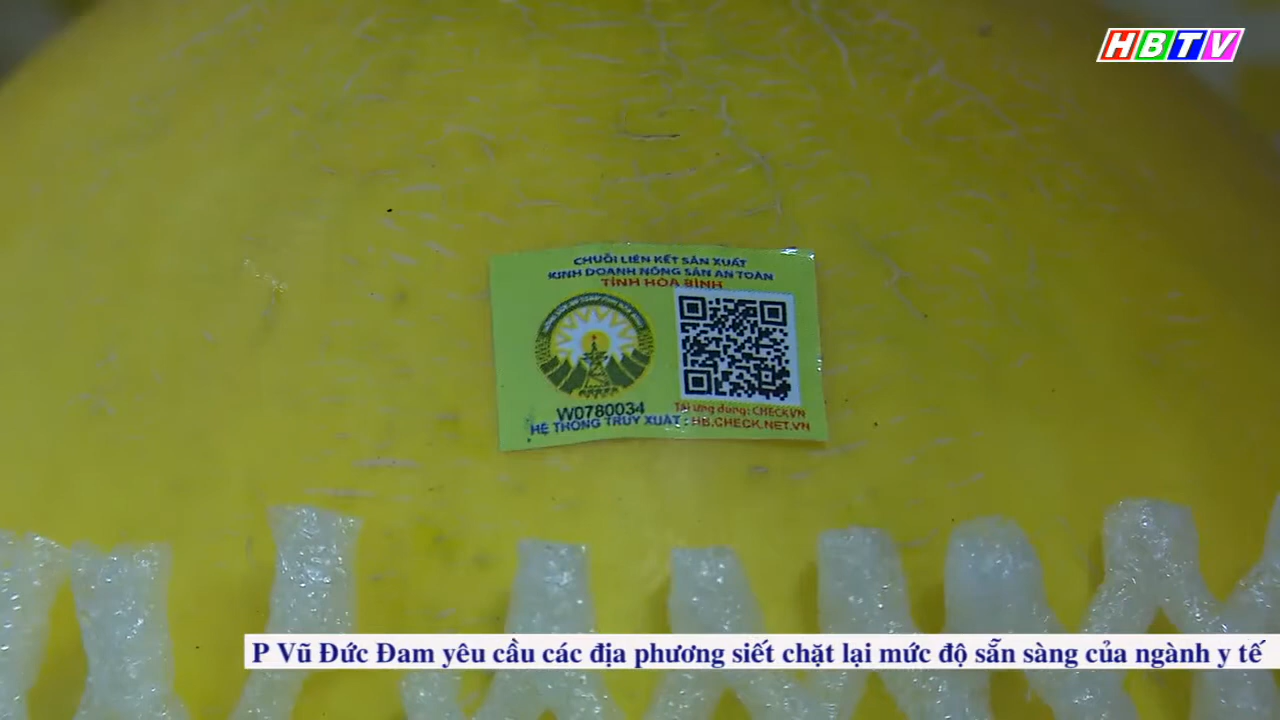 HBTV
CHUỖI LIÊN KẾT SẢN XUẤT
KINH DOANH NÔNG SẢN AN TOÀN
TỈNH HÒA BÌNH
W0780034
Tải ứng dụng: CHECKVN
HỆ THỐNG TRUY XUẤT : HB.CHECK.NET.VN
P Vũ Đức Đam yêu cầu các địa phương siết chặt lại mức độ sẵn sàng của ngành y tế